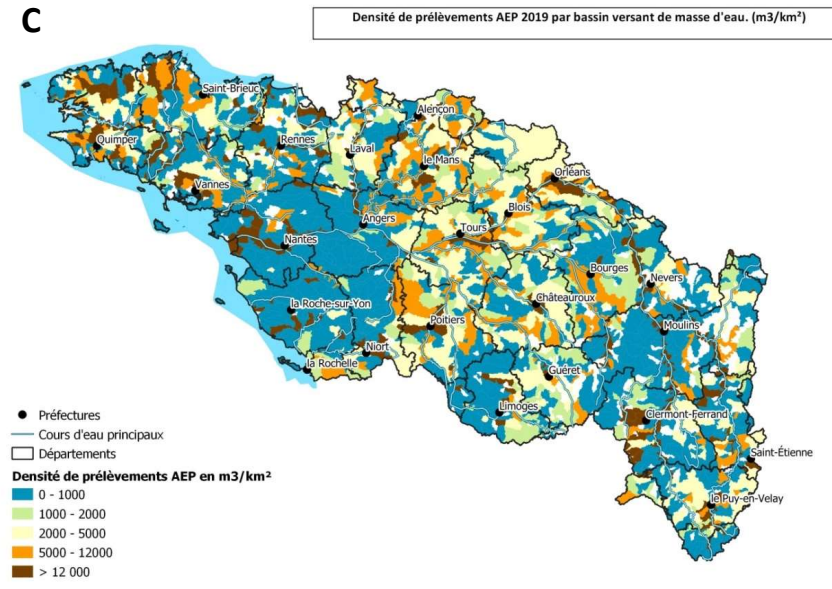 C
Densité de prélèvements AEP 2019 par bassin versant de masse d'eau. (m3/km²)
Saint-Brieuc
Alençon
Quimper
Rennes
Laval
le Mans
Orléans
Vannes
Blois
Angers
Tours
Nantes
Bourges
Nevers
Châteauroux
la Roche-sur-Yon
Poitiers
Moulins
Niort
la Rochelle
Guéret
Limoges
Clermont-Ferrand
Saint-Étienne
le Puy-en-Velay
Préfectures
Cours d'eau principaux
Départements
Densité de prélèvements AEP en m3/km²
0 - 1000
1000 - 2000
2000 - 5000
5000 - 12000
> 12 000